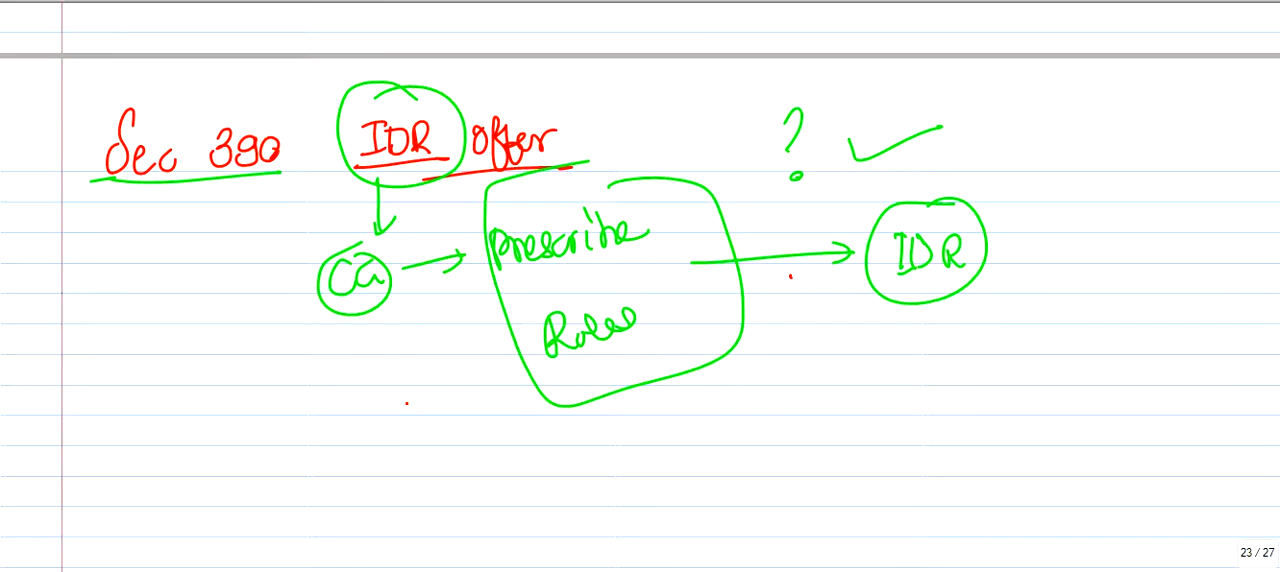 Sec 390 IDR Offer ?
CG → Prescribe → IDR
Rules
23 / 27